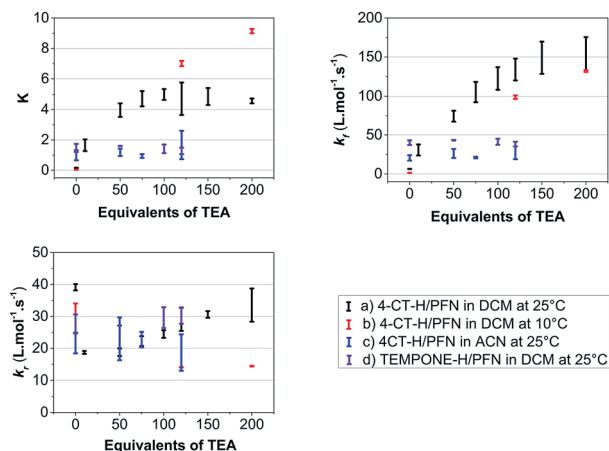 10
8
6
4
2
0
K
0 50 100 150 200
Equivalents of TEA
200
150
100
50
0
k_f (L.mol⁻¹.s⁻¹)
0 50 100 150 200
Equivalents of TEA
50
40
30
20
10
0
k_r (L.mol⁻¹.s⁻¹)
0 50 100 150 200
Equivalents of TEA
a) 4-CT-H/PFN in DCM at 25°C
b) 4-CT-H/PFN in DCM at 10°C
c) 4CT-H/PFN in ACN at 25°C
d) TEMPONE-H/PFN in DCM at 25°C